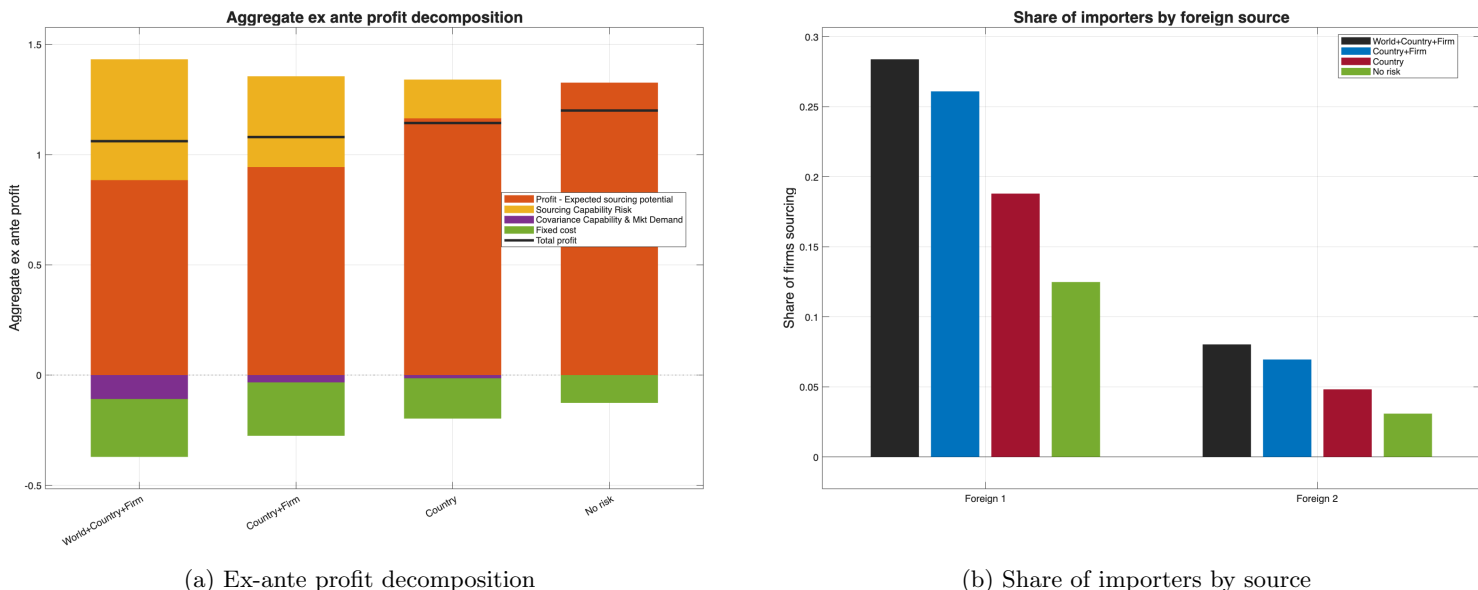 Aggregate ex ante profit decomposition
Aggregate ex ante profit
1.5
1
0.5
0
-0.5
Profit - Expected sourcing potential
Sourcing Capability Risk
Covariance Capability & Mkt Demand
Fixed cost
Total profit
World+Country+Firm
Country+Firm
Country
No risk
(a) Ex-ante profit decomposition
Share of importers by foreign source
Share of firms sourcing
0.3
0.25
0.2
0.15
0.1
0.05
0
World+Country+Firm
Country+Firm
Country
No risk
Foreign 1
Foreign 2
(b) Share of importers by source